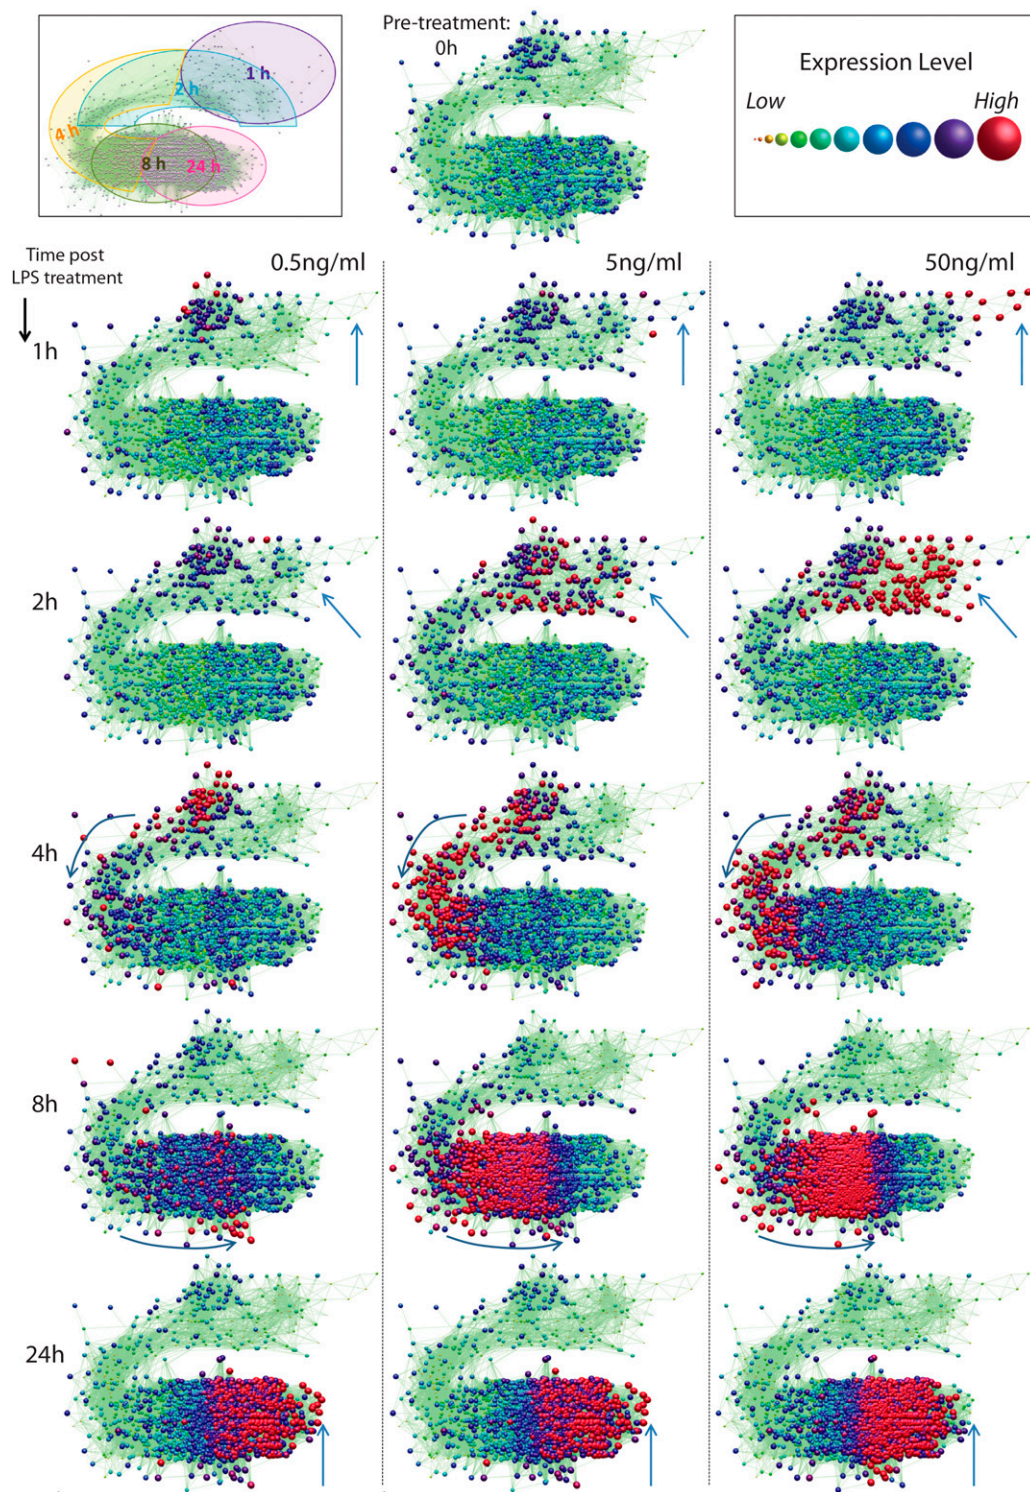 1 h
2 h
4 h
8 h
24 h
Pre-treatment:
0h
Expression Level
Low
High
Time post
LPS treatment
0.5ng/ml
5ng/ml
50ng/ml
1h
2h
4h
8h
24h